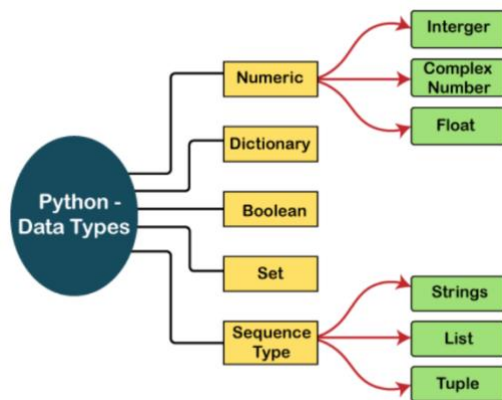 Python -
Data Types
Numeric
Dictionary
Boolean
Set
Sequence
Type
Interger
Complex
Number
Float
Strings
List
Tuple